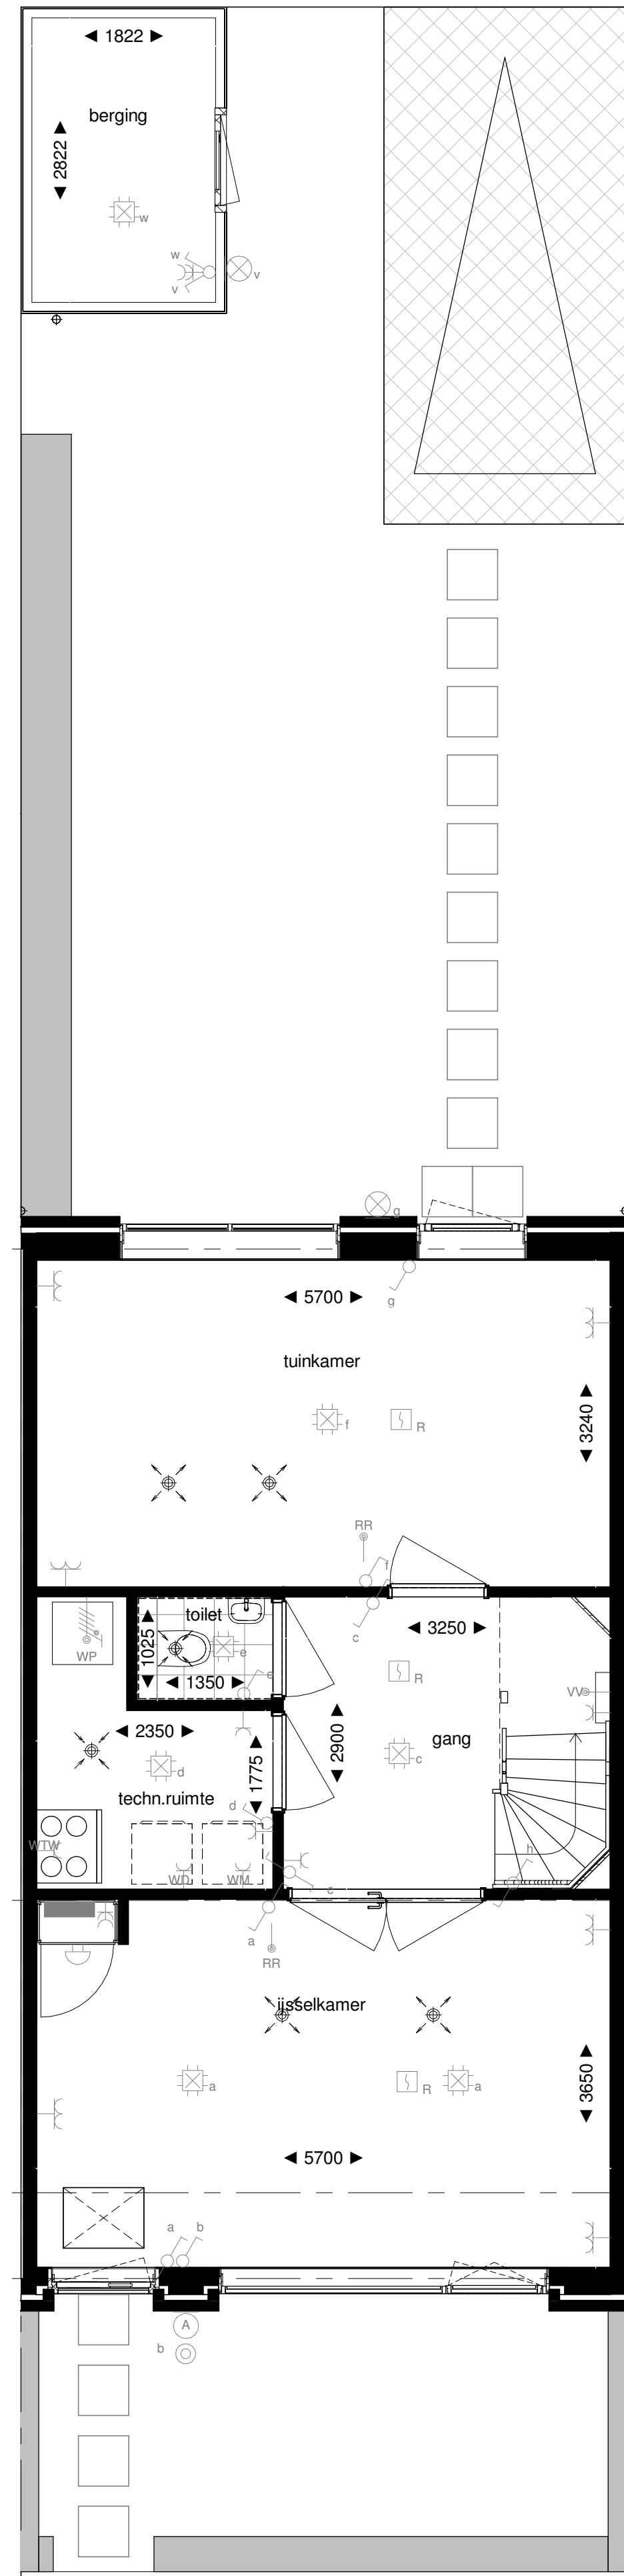 1822
berging
2822
w
w
v
v
g
g
5700
tuinkamer
3240
f
R
RR
f
c
toilet
1025
e
e
1350
WP
3250
R
VV
2350
2900
gang
c
d
techn.ruimte
1775
d
WTW
WD
WM
c
h
a
RR
ijsselkamer
a
R
a
3650
5700
a
b
A
b